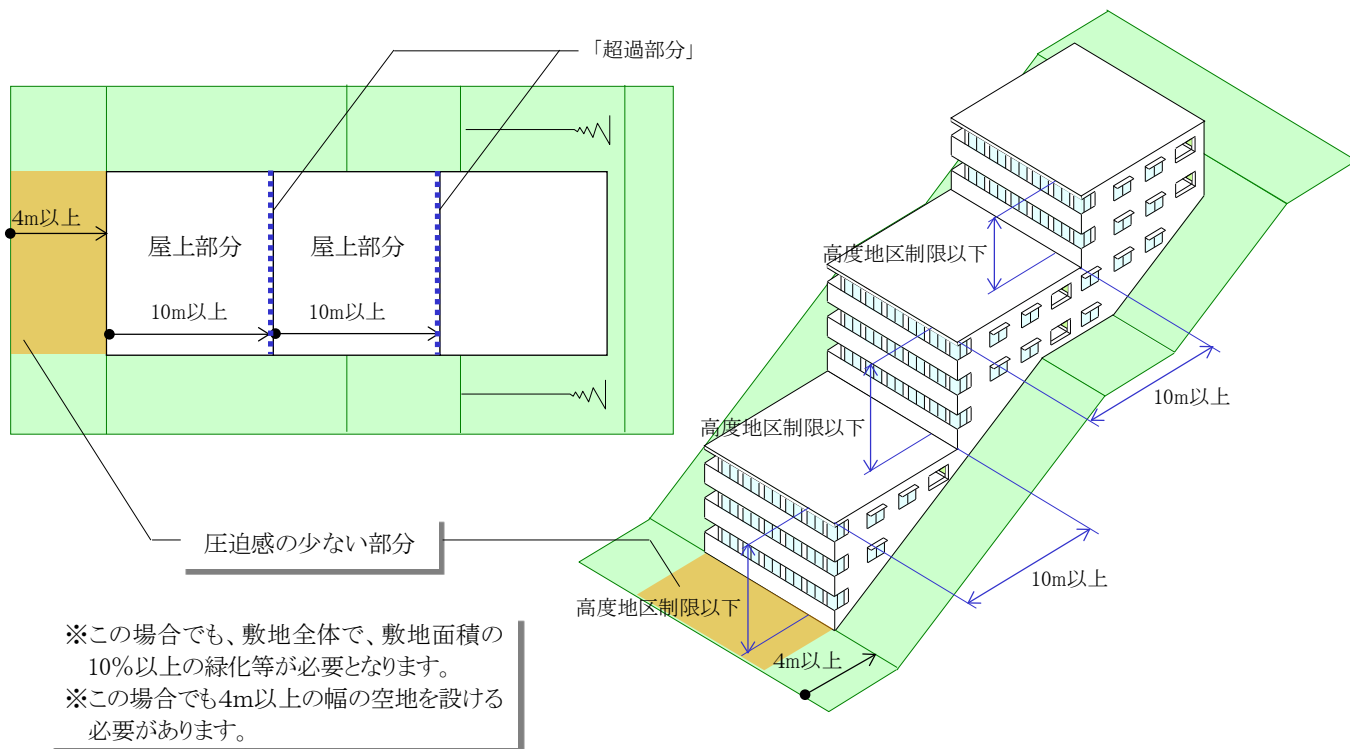 「超過部分」
4m以上
屋上部分
屋上部分
10m以上
10m以上
圧迫感の少ない部分
※この場合でも、敷地全体で、敷地面積の
10%以上の緑化等が必要となります。
※この場合でも4m以上の幅の空地を設ける
必要があります。
高度地区制限以下
高度地区制限以下
高度地区制限以下
10m以上
10m以上
4m以上